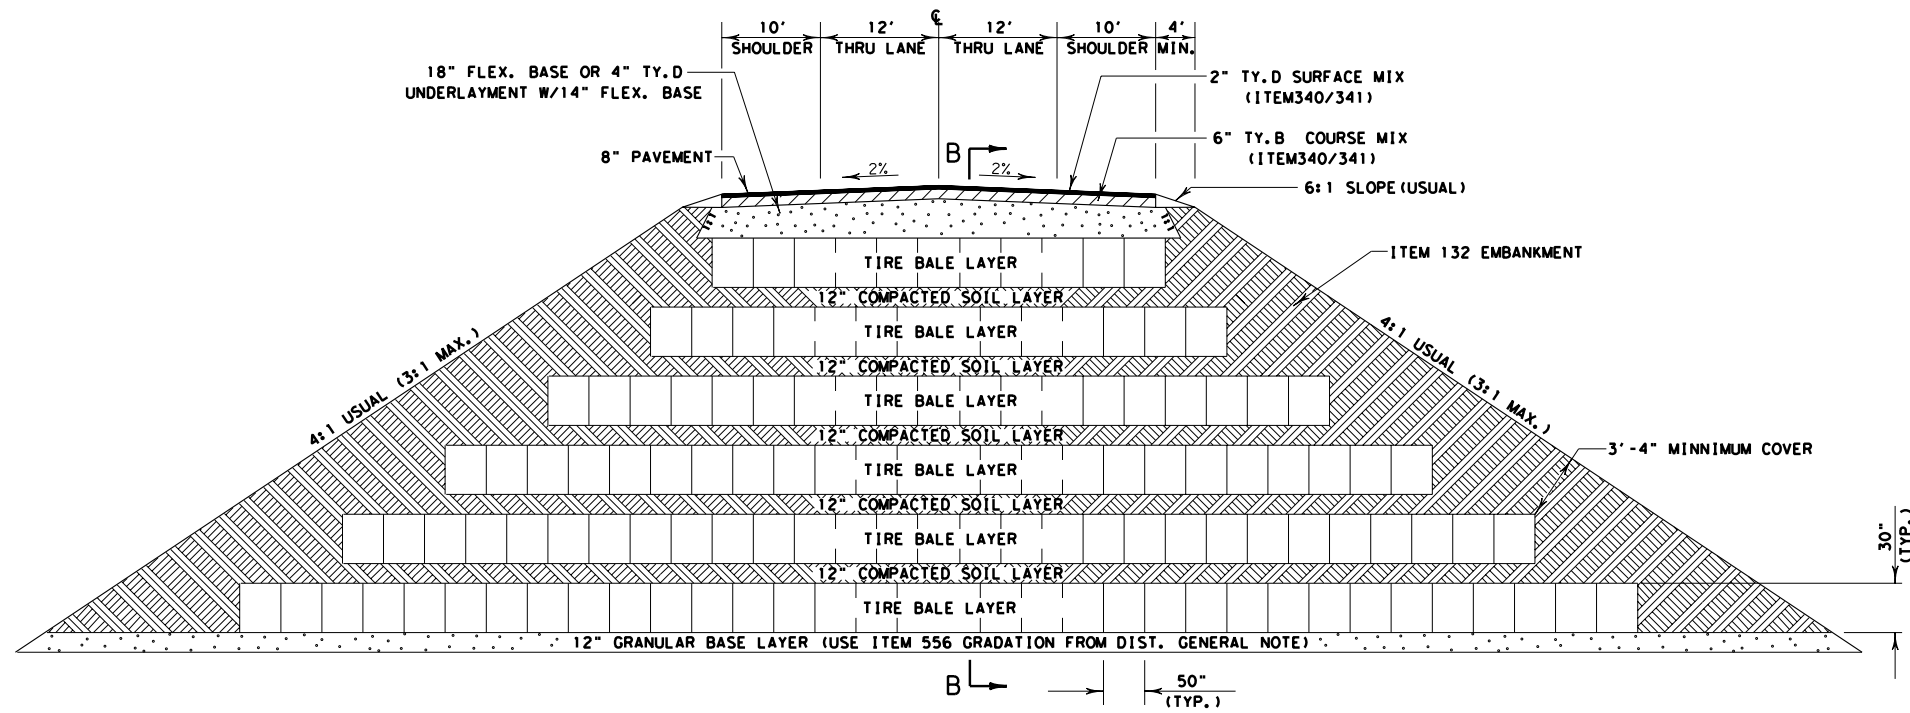 ℄
10' 12' 12' 10' 4'
SHOULDER THRU LANE THRU LANE SHOULDER MIN.
18" FLEX. BASE OR 4" TY.D
UNDERLAYMENT W/14" FLEX. BASE
2" TY.D SURFACE MIX
(ITEM340/341)
6" TY.B COURSE MIX
(ITEM340/341)
8" PAVEMENT
B
2% 2%
6:1 SLOPE(USUAL)
ITEM 132 EMBANKMENT
TIRE BALE LAYER
12" COMPACTED SOIL LAYER
TIRE BALE LAYER
4:1 USUAL (3:1 MAX.)
4:1 USUAL (3:1 MAX.)
12" COMPACTED SOIL LAYER
TIRE BALE LAYER
12" COMPACTED SOIL LAYER
3'-4" MINNIMUM COVER
TIRE BALE LAYER
12" COMPACTED SOIL LAYER
TIRE BALE LAYER
30"
(TYP.)
12" COMPACTED SOIL LAYER
TIRE BALE LAYER
12" GRANULAR BASE LAYER (USE ITEM 556 GRADATION FROM DIST. GENERAL NOTE)
B
50"
(TYP.)